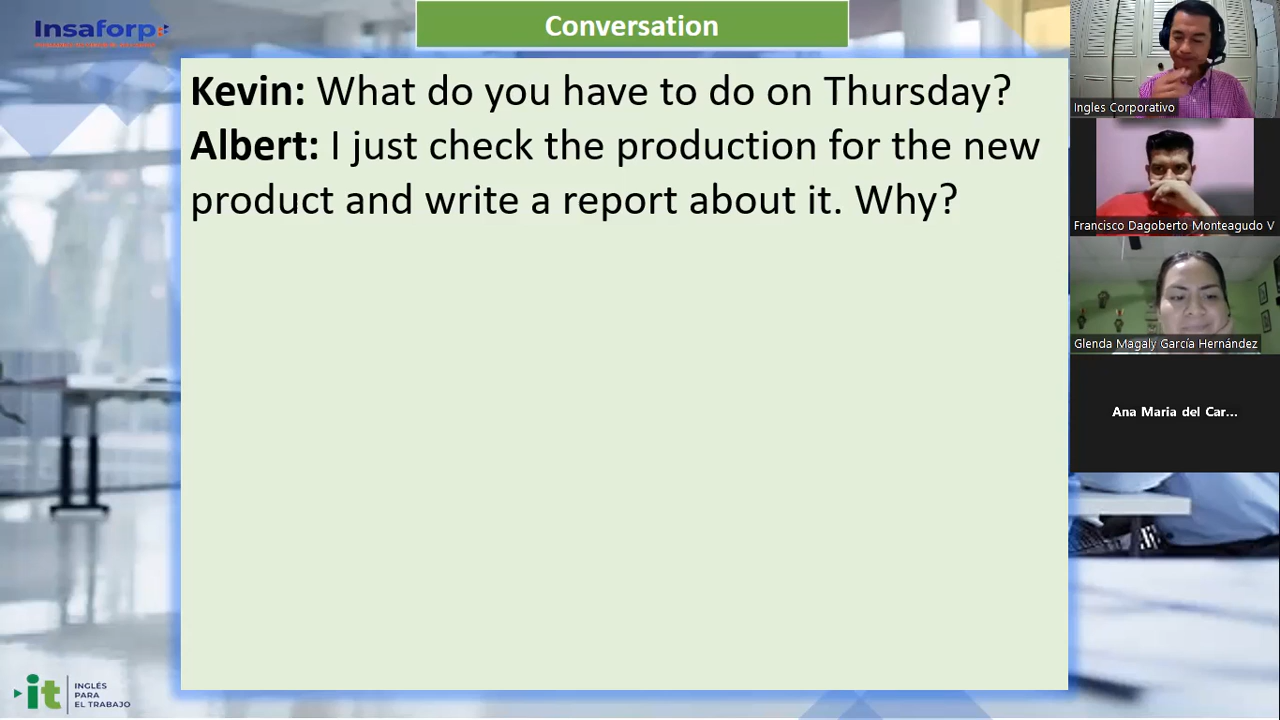 Insaforp
Conversation
Kevin: What do you have to do on Thursday?
Albert: I just check the production for the new
product and write a report about it. Why?
Ingles Corporativo
Francisco Dagoberto Monteagudo V
Glenda Magaly García Hernández
Ana Maria del Car...
it
INGLÉS
PARA
EL TRABAJO